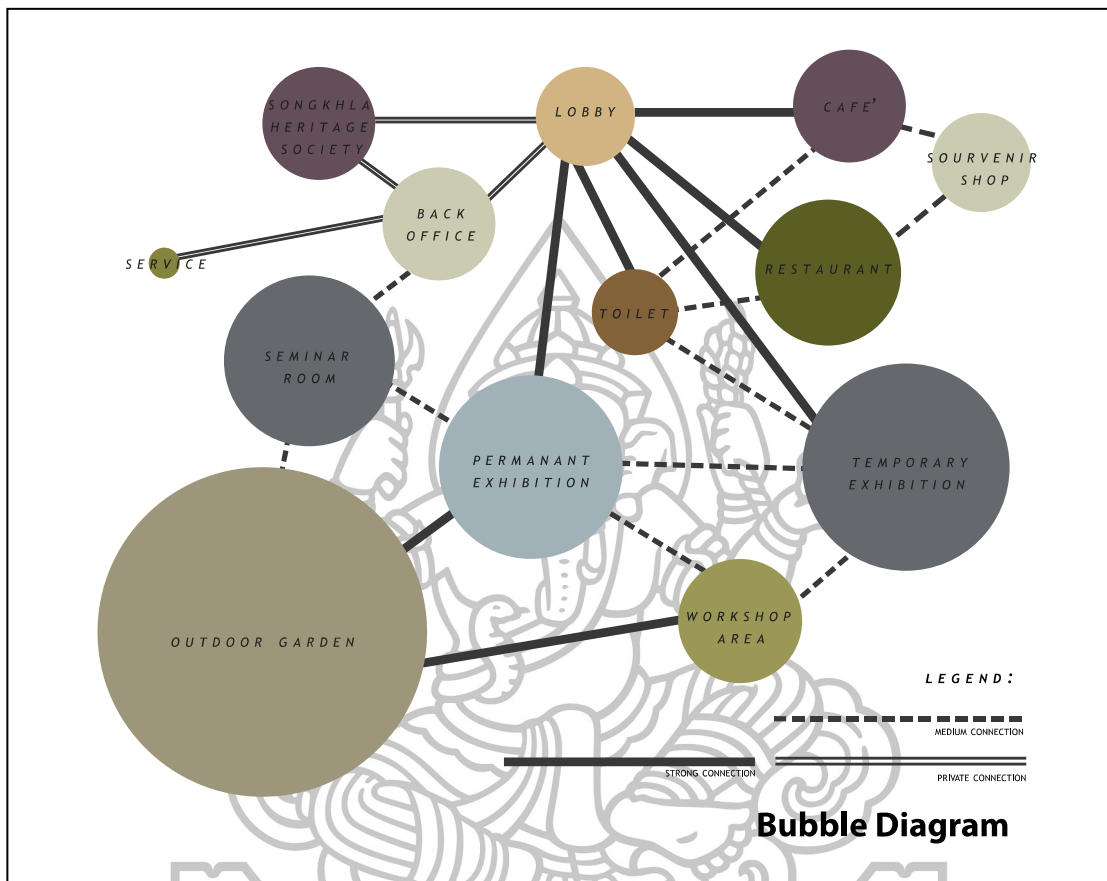 SONGKHLA
HERITAGE
SOCIETY
LOBBY
CAFE'
SOURVENIR
SHOP
BACK
OFFICE
SERVICE
RESTAURANT
TOILET
SEMINAR
ROOM
PERMANANT
EXHIBITION
TEMPORARY
EXHIBITION
OUTDOOR GARDEN
WORKSHOP
AREA
LEGEND:
MEDIUM CONNECTION
STRONG CONNECTION
PRIVATE CONNECTION
Bubble Diagram